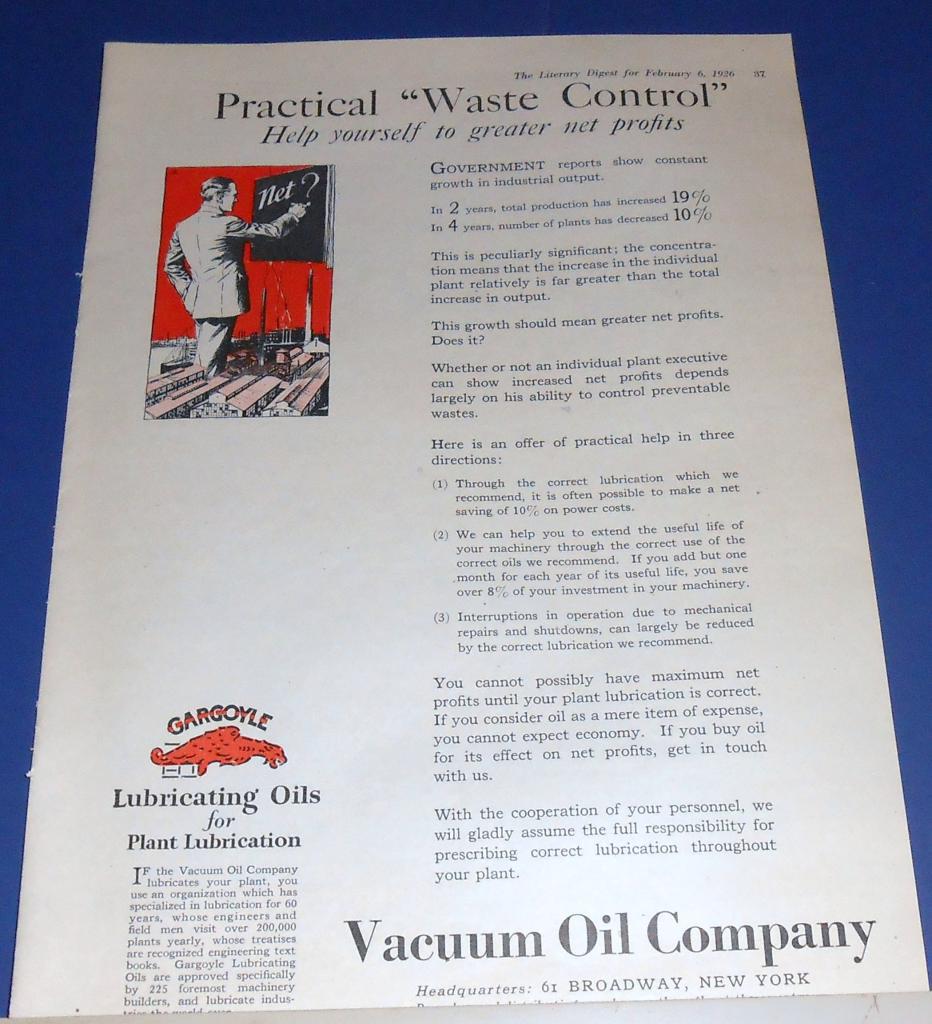 The Literary Digest for February 6, 1926 37
Practical “Waste Control”
Help yourself to greater net profits
Net ?
GOVERNMENT reports show constant
growth in industrial output.
In 2 years, total production has increased 19%
In 4 years, number of plants has decreased 10%
This is peculiarly significant; the concentra-
tion means that the increase in the individual
plant relatively is far greater than the total
increase in output.
This growth should mean greater net profits.
Does it?
Whether or not an individual plant executive
can show increased net profits depends
largely on his ability to control preventable
wastes.
Here is an offer of practical help in three
directions:
(1) Through the correct lubrication which we
recommend, it is often possible to make a net
saving of 10% on power costs.
(2) We can help you to extend the useful life of
your machinery through the correct use of the
correct oils we recommend. If you add but one
month for each year of its useful life, you save
over 8% of your investment in your machinery.
(3) Interruptions in operation due to mechanical
repairs and shutdowns, can largely be reduced
by the correct lubrication we recommend.
You cannot possibly have maximum net
profits until your plant lubrication is correct.
If you consider oil as a mere item of expense,
you cannot expect economy. If you buy oil
for its effect on net profits, get in touch
with us.
With the cooperation of your personnel, we
will gladly assume the full responsibility for
prescribing correct lubrication throughout
your plant.
GARGOYLE
Lubricating Oils
for
Plant Lubrication
IF the Vacuum Oil Company
lubricates your plant, you
use an organization which has
specialized in lubrication for 60
years, whose engineers and
field men visit over 200,000
plants yearly, whose treatises
are recognized engineering text
books. Gargoyle Lubricating
Oils are approved specifically
by 225 foremost machinery
builders, and lubricate indus-
tries the world over.
Vacuum Oil Company
Headquarters: 61 BROADWAY, NEW YORK